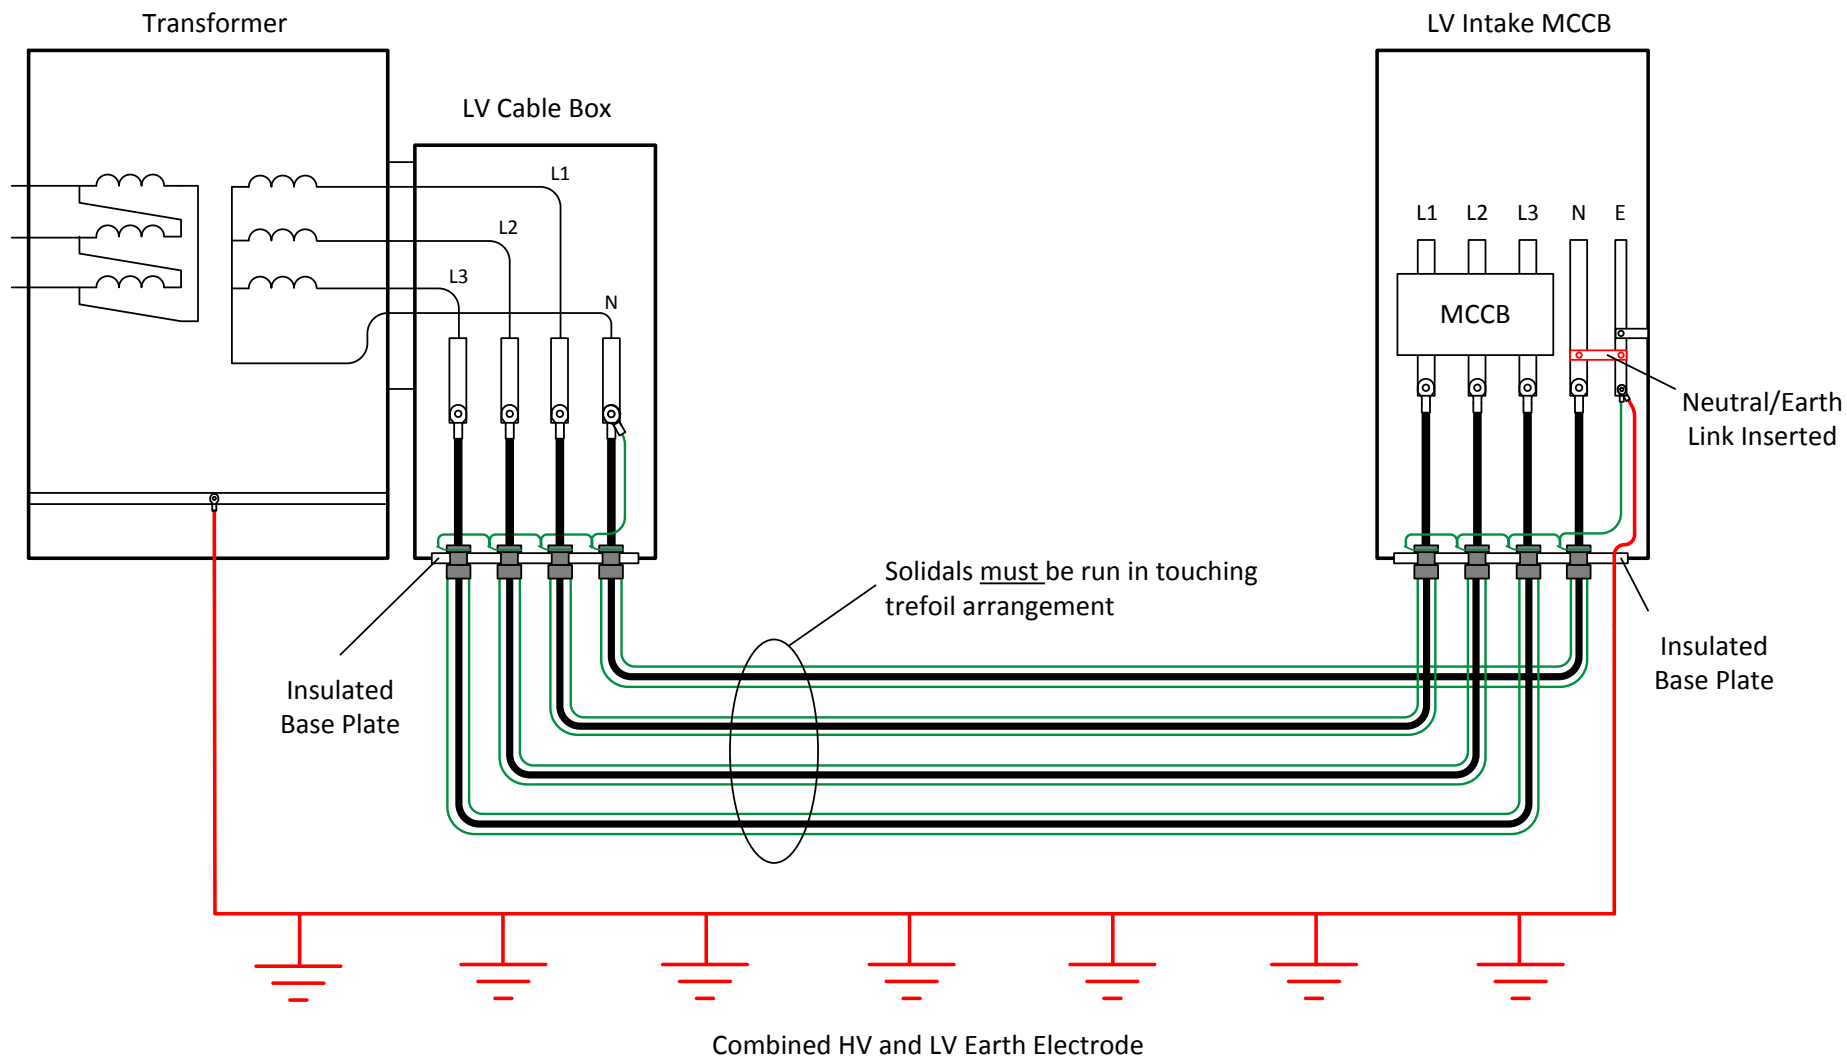 Transformer
LV Intake MCCB
LV Cable Box
L1
L2
L3
N
L1 L2 L3 N E
MCCB
Neutral/Earth
Link Inserted
Solidals must be run in touching
trefoil arrangement
Insulated
Base Plate
Insulated
Base Plate
Combined HV and LV Earth Electrode